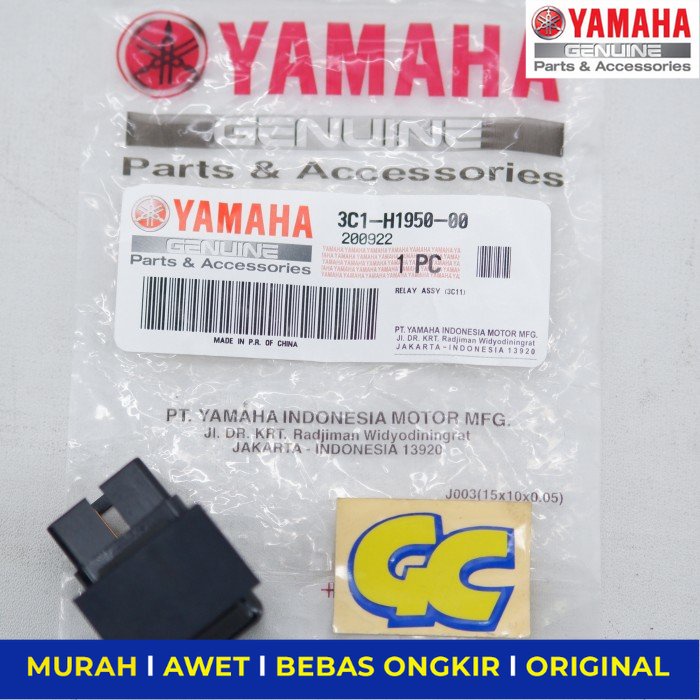 YAMAHA
GENUINE
Parts & Accessories
YAMAHA
GENUINE
Parts & Accessories
YAMAHA
GENUINE
Parts & Accessories
3C1-H1950-00
200922
1 PC
RELAY ASSY (3C11)
MADE IN P.R. OF CHINA
PT. YAMAHA INDONESIA MOTOR MFG.
Jl. DR. KRT. Radjiman Widyodiningrat
JAKARTA - INDONESIA 13920
PT. YAMAHA INDONESIA MOTOR MFG.
Jl. DR. KRT. Radjiman Widyodiningrat
JAKARTA - INDONESIA 13920
J003(15x10x0.05)
GC
MURAH | AWET | BEBAS ONGKIR | ORIGINAL